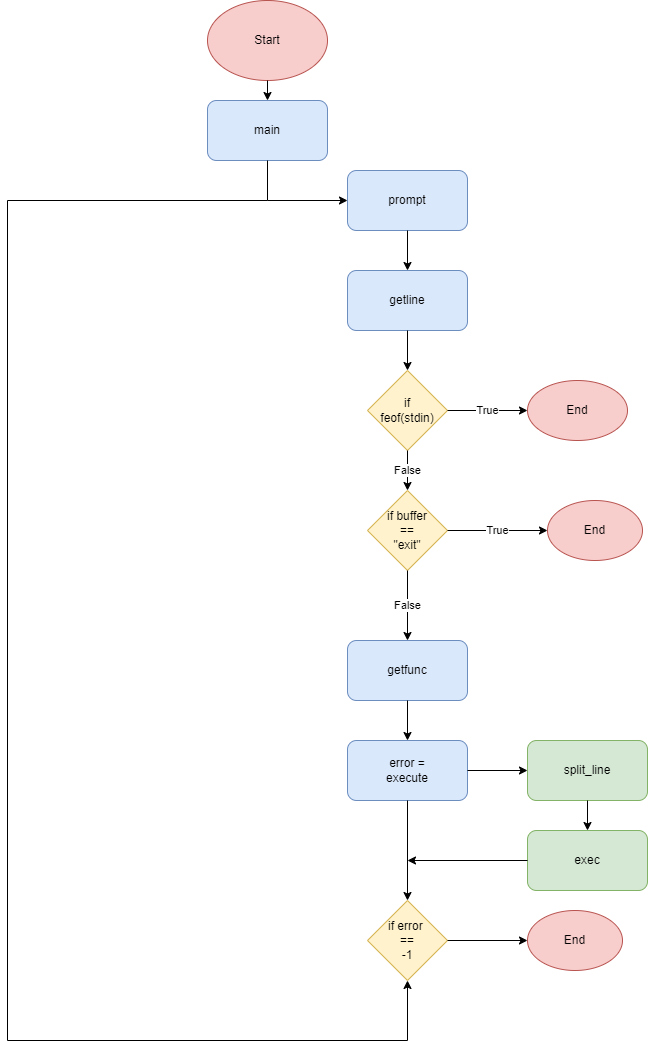 Start
main
prompt
getline
if
feof(stdin)
True
End
False
if buffer
==
"exit"
True
End
False
getfunc
error =
execute
split_line
exec
if error
==
-1
End